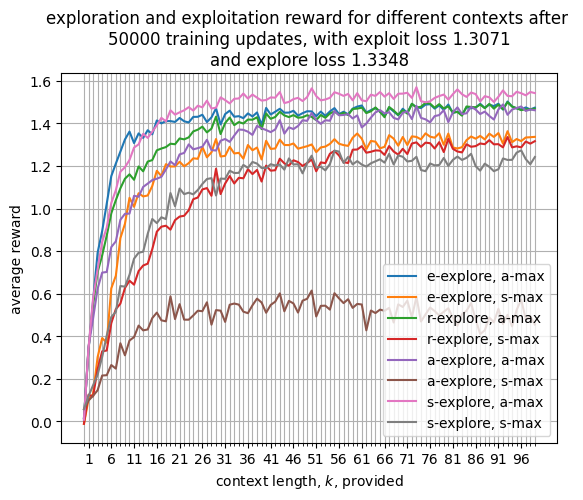 exploration and exploitation reward for different contexts after
50000 training updates, with exploit loss 1.3071
and explore loss 1.3348
1.6
1.4
1.2
1.0
0.8
0.6
0.4
0.2
0.0
average reward
e-explore, a-max
e-explore, s-max
r-explore, a-max
r-explore, s-max
a-explore, a-max
a-explore, s-max
s-explore, a-max
s-explore, s-max
1 6 11 16 21 26 31 36 41 46 51 56 61 66 71 76 81 86 91 96
context length, k, provided